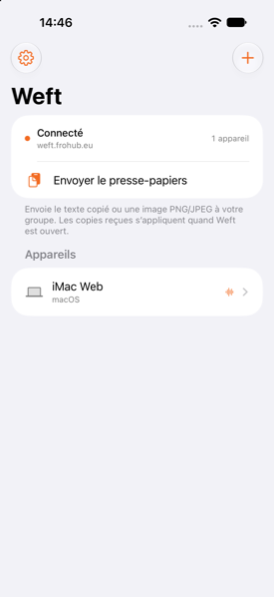 14:46
Weft
Connecté
weft.frohub.eu
1 appareil
Envoyer le presse-papiers
Envoie le texte copié ou une image PNG/JPEG à votre
groupe. Les copies reçues s'appliquent quand Weft
est ouvert.
Appareils
iMac Web
macOS